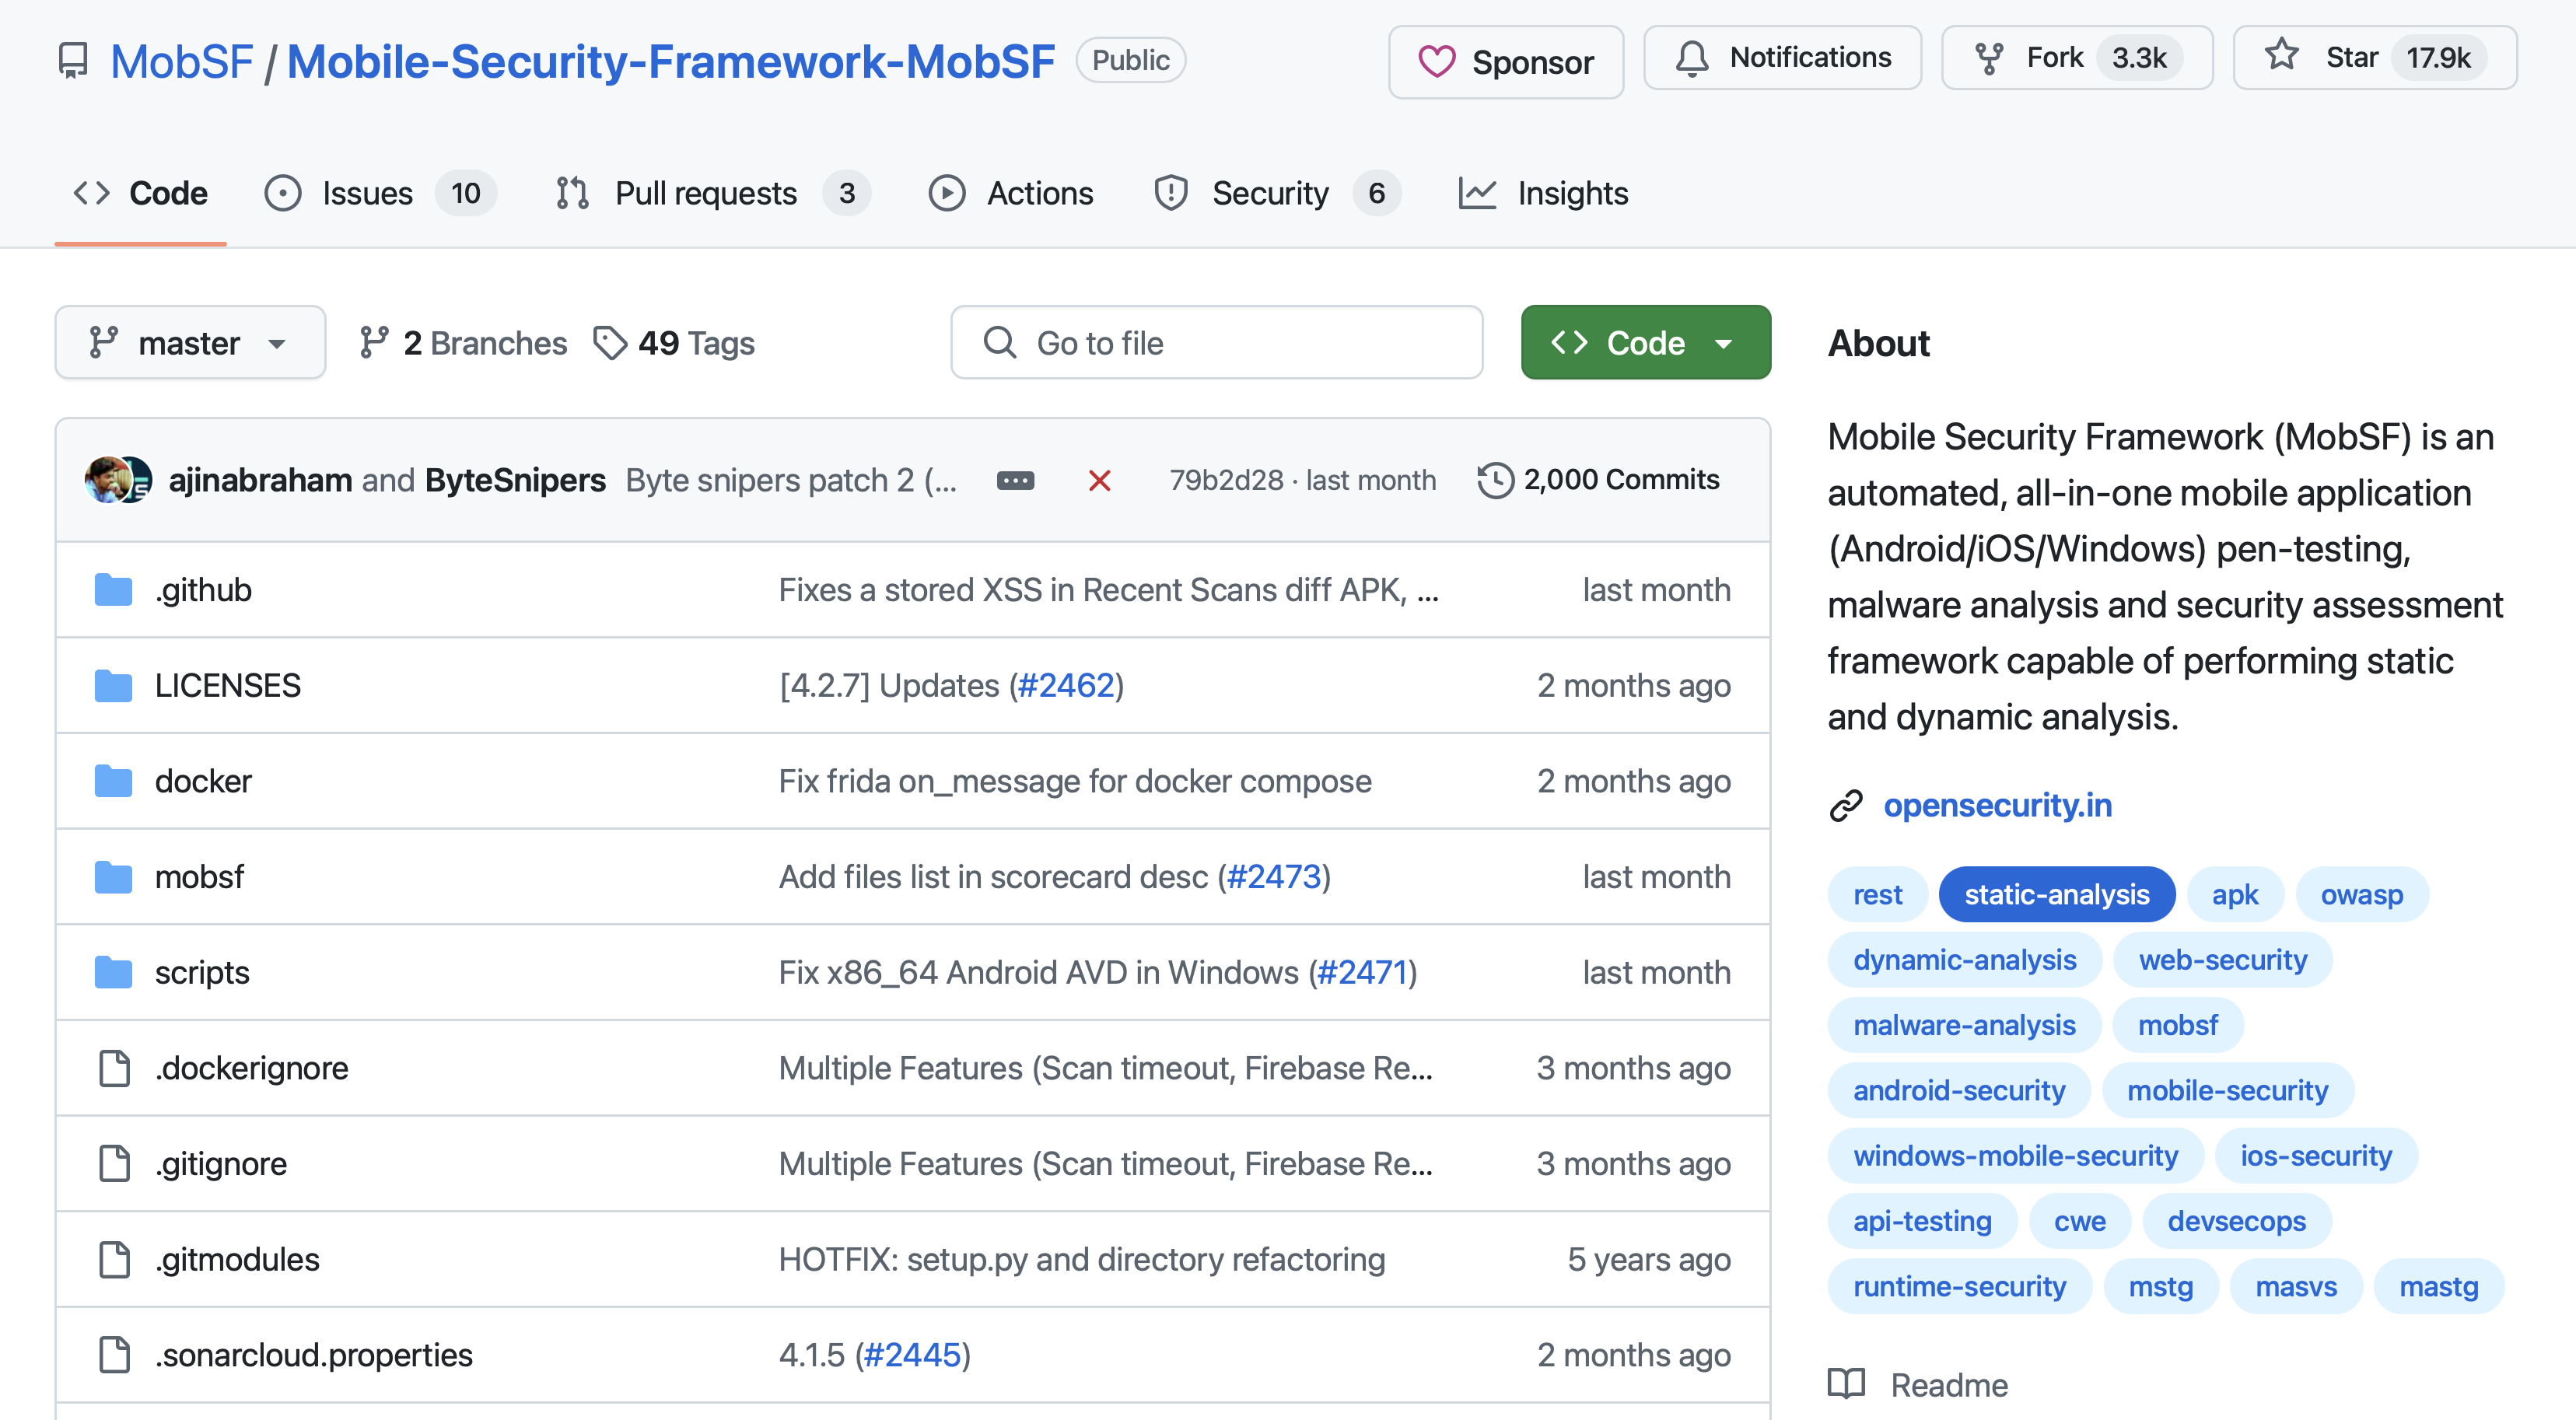 MobSF / Mobile-Security-Framework-MobSF Public Sponsor Notifications Fork 3.3k Star 17.9k
Code Issues 10 Pull requests 3 Actions Security 6 Insights
master 2 Branches 49 Tags Go to file Code
ajinabraham and ByteSnipers Byte snipers patch 2 (... 79b2d28 · last month 2,000 Commits
.github Fixes a stored XSS in Recent Scans diff APK, ... last month
LICENSES [4.2.7] Updates (#2462) 2 months ago
docker Fix frida on_message for docker compose 2 months ago
mobsf Add files list in scorecard desc (#2473) last month
scripts Fix x86_64 Android AVD in Windows (#2471) last month
.dockerignore Multiple Features (Scan timeout, Firebase Re... 3 months ago
.gitignore Multiple Features (Scan timeout, Firebase Re... 3 months ago
.gitmodules HOTFIX: setup.py and directory refactoring 5 years ago
.sonarcloud.properties 4.1.5 (#2445) 2 months ago
About
Mobile Security Framework (MobSF) is an
automated, all-in-one mobile application
(Android/iOS/Windows) pen-testing,
malware analysis and security assessment
framework capable of performing static
and dynamic analysis.
opensecurity.in
rest static-analysis apk owasp
dynamic-analysis web-security
malware-analysis mobsf
android-security mobile-security
windows-mobile-security ios-security
api-testing cwe devsecops
runtime-security mstg masvs mastg
Readme